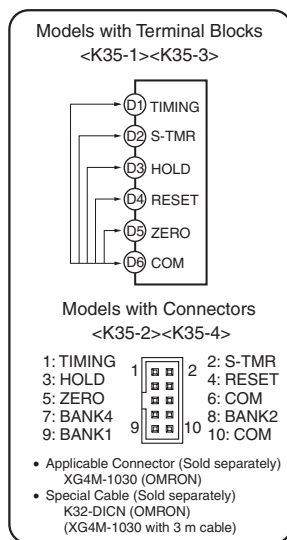 Models with Terminal Blocks
<K35-1><K35-3>
D1 TIMING
D2 S-TMR
D3 HOLD
D4 RESET
D5 ZERO
D6 COM
Models with Connectors
<K35-2><K35-4>
1: TIMING 1 2 2: S-TMR
3: HOLD 4: RESET
5: ZERO 6: COM
7: BANK4 8: BANK2
9: BANK1 9 10 10: COM
• Applicable Connector (Sold separately)
XG4M-1030 (OMRON)
• Special Cable (Sold separately)
K32-DICN (OMRON)
(XG4M-1030 with 3 m cable)